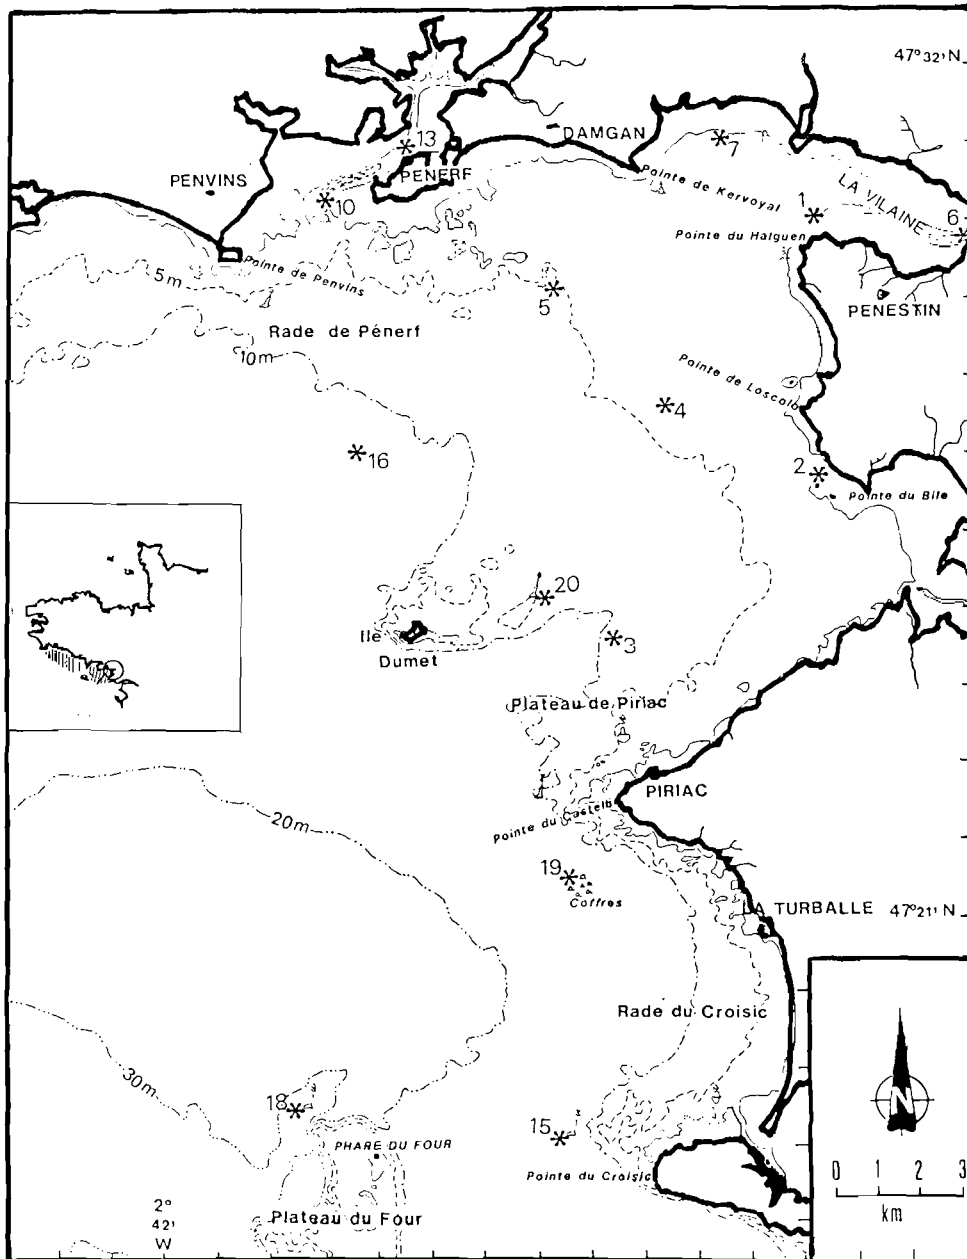 47°32' N
13
DAMGAN
7
PENVINS
PENERF
10
Pointe de Kervoyal
LA VILAINE
1
6
Pointe du Halguen
Pointe de Penvins
5m
5
PENESTIN
Rade de Pénerf
10m
Pointe de Loscolo
4
16
2
Pointe du Bile
20
Ile
Dumet
3
Plateau de Piriac
PIRIAC
20m
Pointe du Castelli
19
Coffres
LA TURBALLE 47°21' N
Rade du Croisic
30m
18
N
15
PHARE DU FOUR
Pointe du Croisic
0 1 2 3
km
2°
42'
W
Plateau du Four